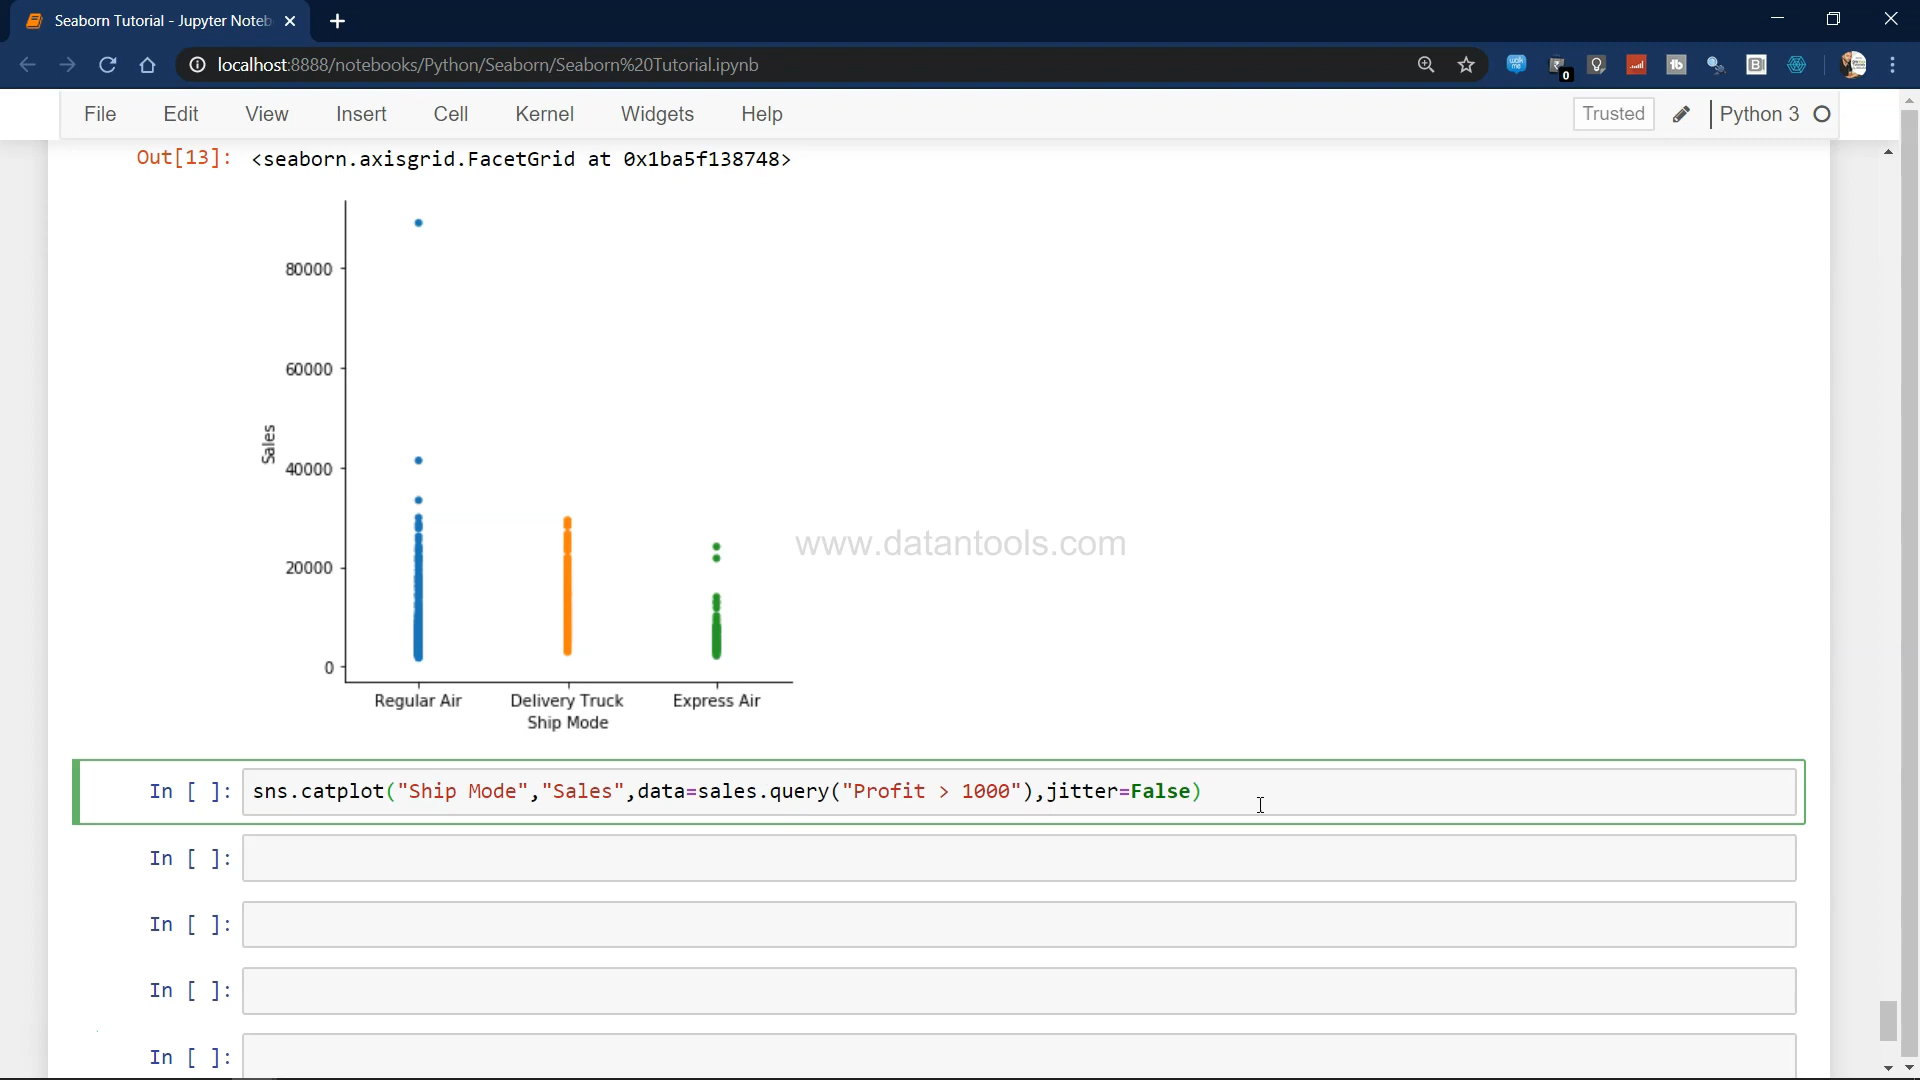 Seaborn Tutorial - Jupyter Noteb
localhost:8888/notebooks/Python/Seaborn/Seaborn%20Tutorial.ipynb
0
File Edit View Insert Cell Kernel Widgets Help Trusted Python 3
Out[13]: <seaborn.axisgrid.FacetGrid at 0x1ba5f138748>
80000
60000
Sales
40000
20000
0
Regular Air Delivery Truck Express Air
Ship Mode
www.datantools.com
In [ ]: sns.catplot("Ship Mode","Sales",data=sales.query("Profit > 1000"),jitter=False)
In [ ]:
In [ ]:
In [ ]:
In [ ]: